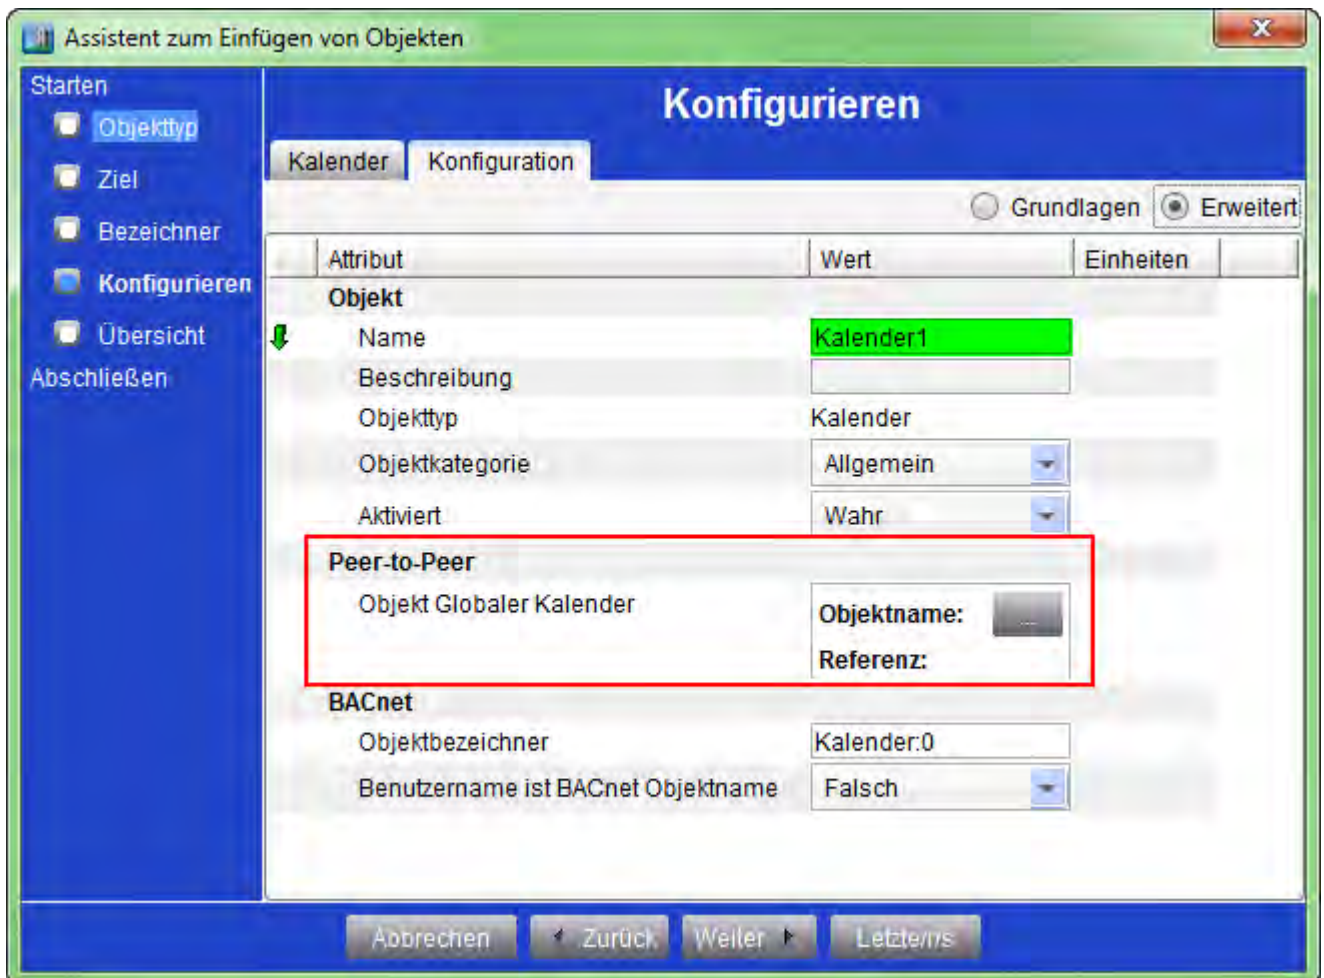 Assistent zum Einfügen von Objekten
X
Starten
Objekttyp
Ziel
Bezeichner
Konfigurieren
Übersicht
Abschließen
Konfigurieren
Kalender Konfiguration
Grundlagen Erweitert
Attribut Wert Einheiten
Objekt
Name Kalender1
Beschreibung
Objekttyp Kalender
Objektkategorie Allgemein
Aktiviert Wahr
Peer-to-Peer
Objekt Globaler Kalender Objektname: ...
Referenz:
BACnet
Objektbezeichner Kalender:0
Benutzername ist BACnet Objektname Falsch
Abbrechen Zurück Weiler Letzte/n/s